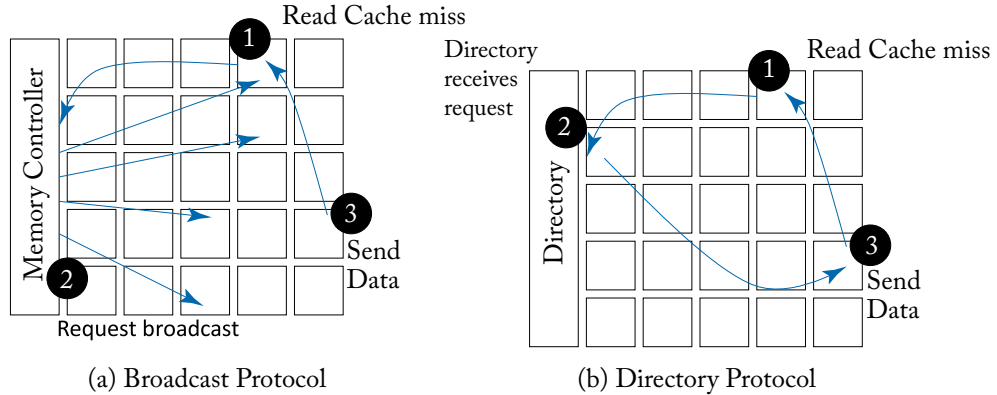 Read Cache miss
1
Memory Controller
3
Send
Data
2
Request broadcast
(a) Broadcast Protocol
Directory
receives
request
Read Cache miss
1
2
Directory
3
Send
Data
(b) Directory Protocol